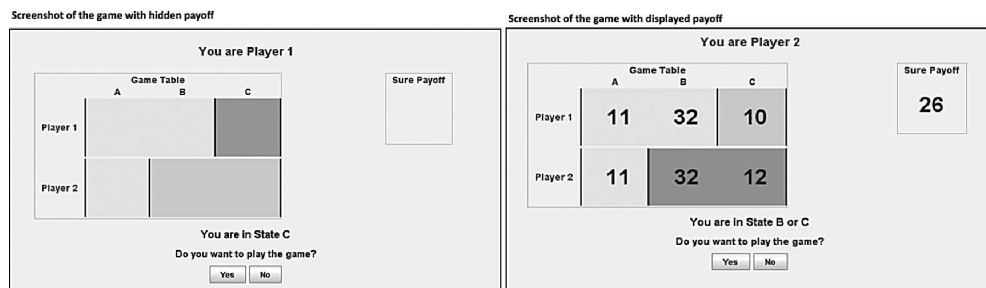 Screenshot of the game with hidden payoff
You are Player 1
Game Table
A B C
Sure Payoff
Player 1
Player 2
You are in State C
Do you want to play the game?
Yes No
Screenshot of the game with displayed payoff
You are Player 2
Game Table
A B C
Sure Payoff
26
Player 1 11 32 10
Player 2 11 32 12
You are in State B or C
Do you want to play the game?
Yes No